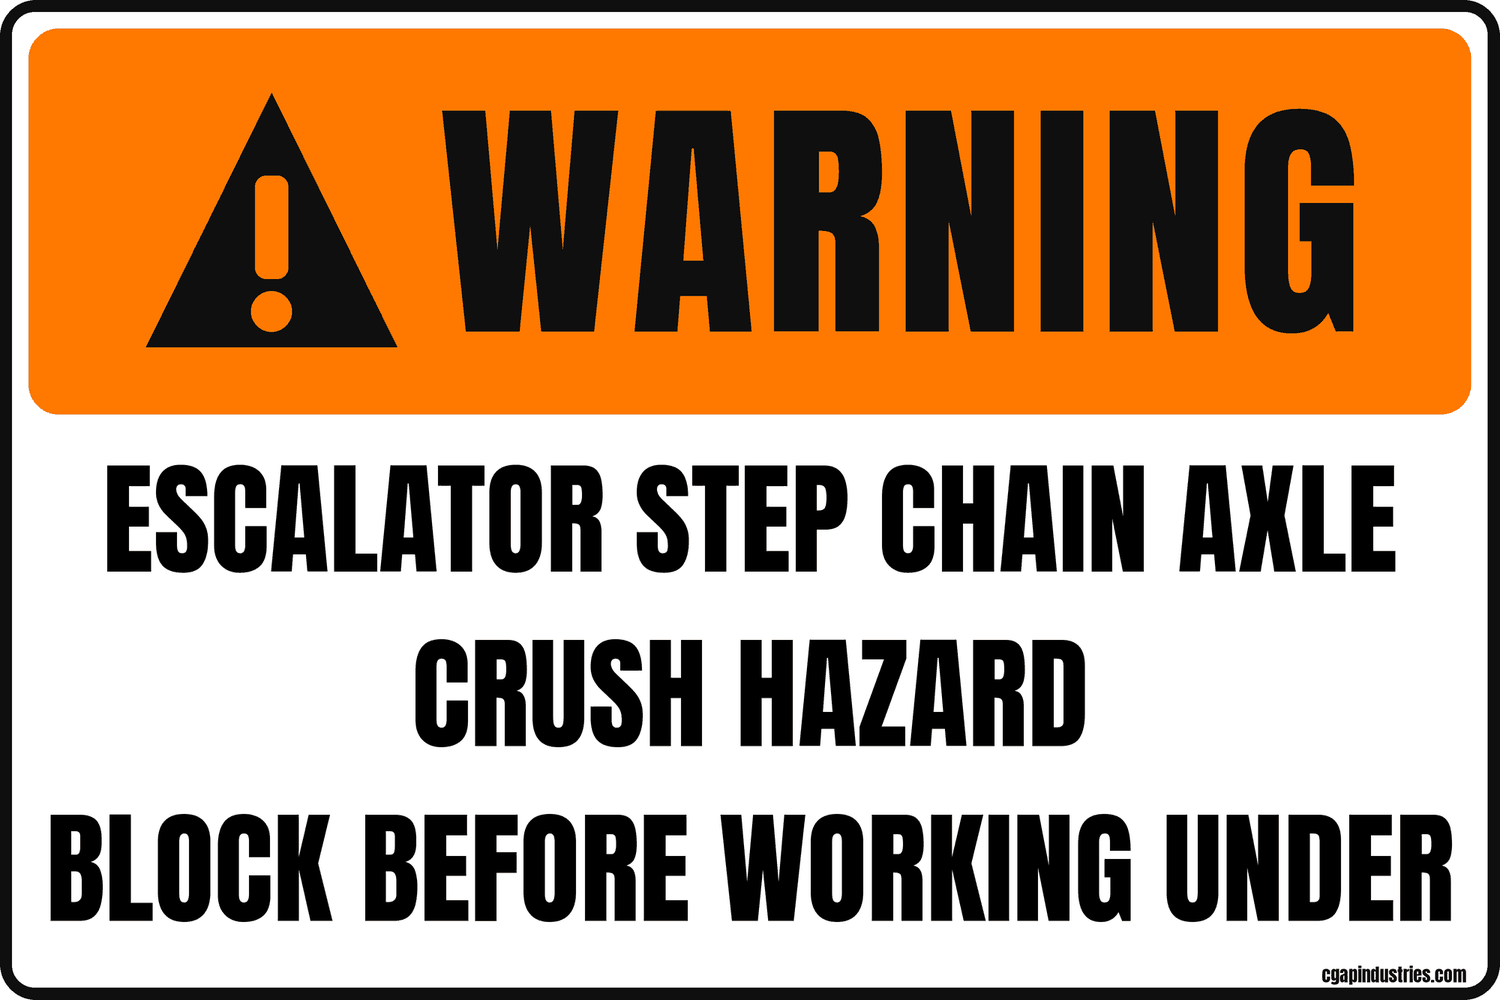 WARNING
ESCALATOR STEP CHAIN AXLE
CRUSH HAZARD
BLOCK BEFORE WORKING UNDER
cgapindustries.com